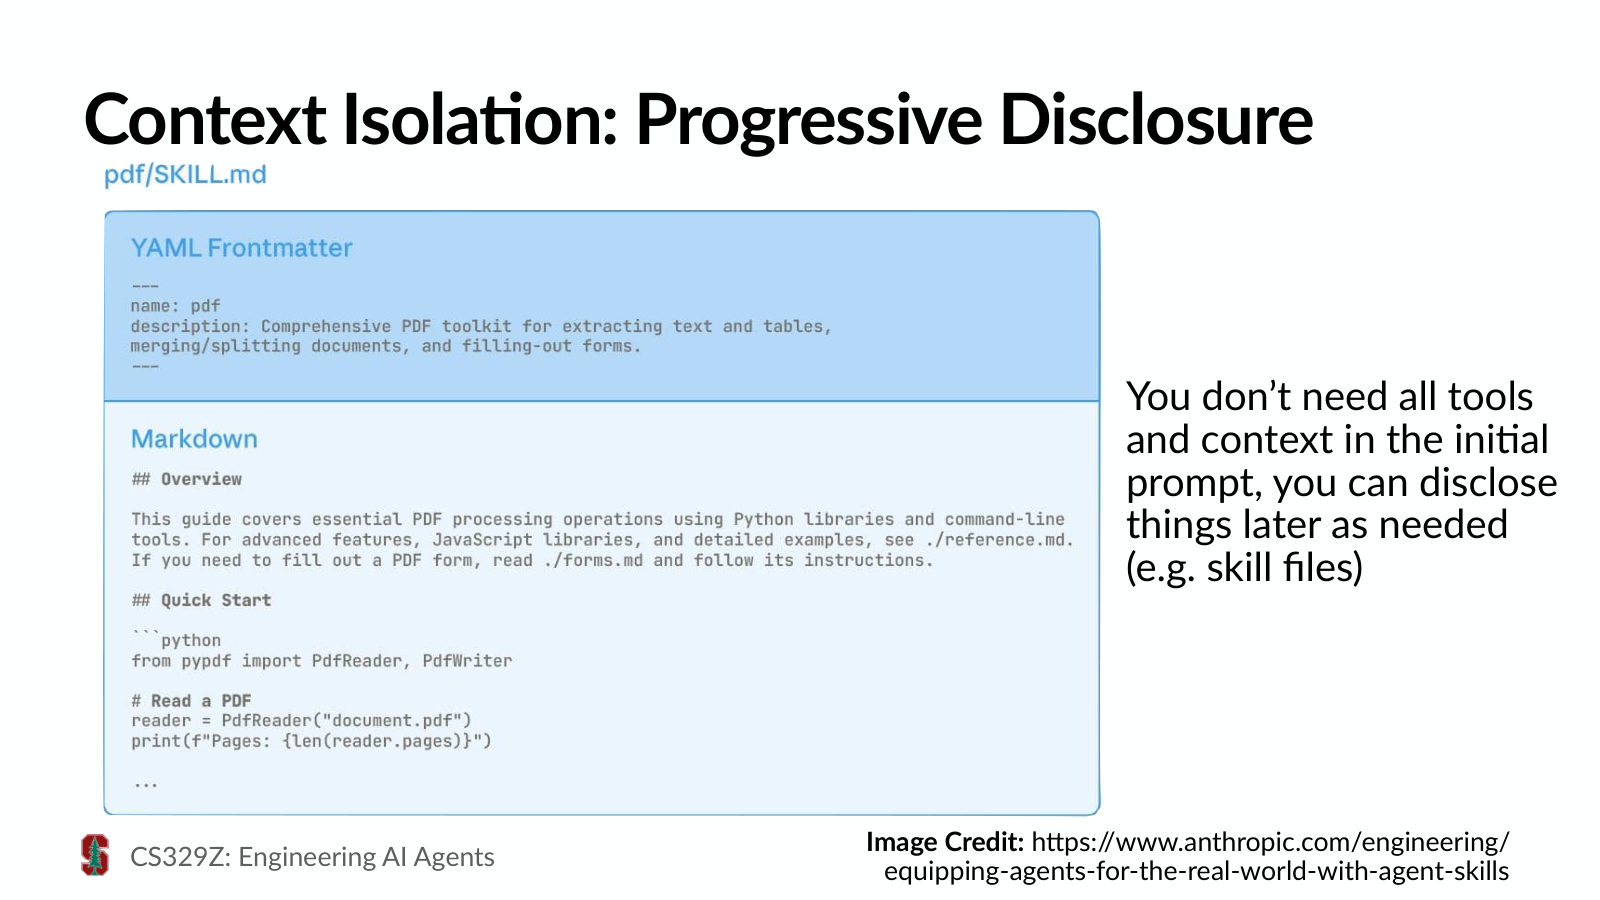 Context Isolation: Progressive Disclosure
pdf/SKILL.md
YAML Frontmatter
---
name: pdf
description: Comprehensive PDF toolkit for extracting text and tables,
merging/splitting documents, and filling-out forms.
---
Markdown
## Overview
This guide covers essential PDF processing operations using Python libraries and command-line
tools. For advanced features, JavaScript libraries, and detailed examples, see ./reference.md.
If you need to fill out a PDF form, read ./forms.md and follow its instructions.
## Quick Start
```python
from pypdf import PdfReader, PdfWriter
# Read a PDF
reader = PdfReader("document.pdf")
print(f"Pages: {len(reader.pages)}")
...
You don’t need all tools
and context in the initial
prompt, you can disclose
things later as needed
(e.g. skill files)
CS329Z: Engineering AI Agents
Image Credit: https://www.anthropic.com/engineering/
equipping-agents-for-the-real-world-with-agent-skills